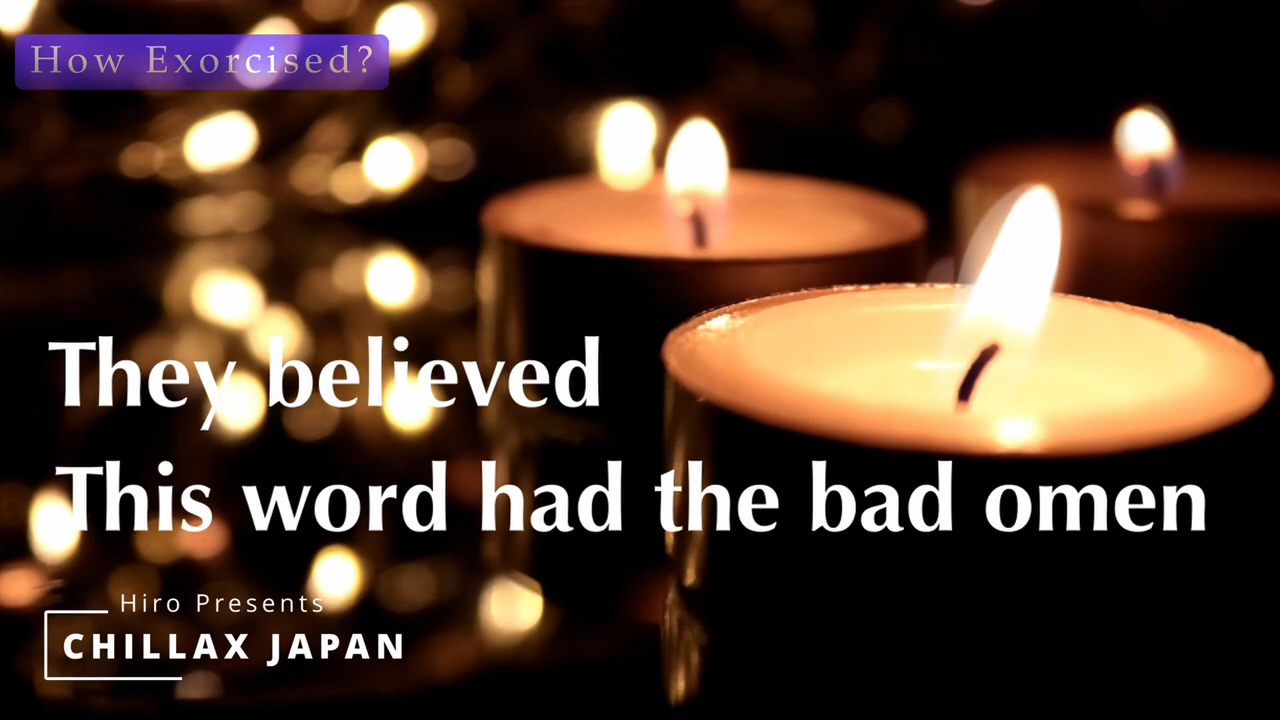 How Exorcised?
They believed
This word had the bad omen
Hiro Presents
CHILLAX JAPAN